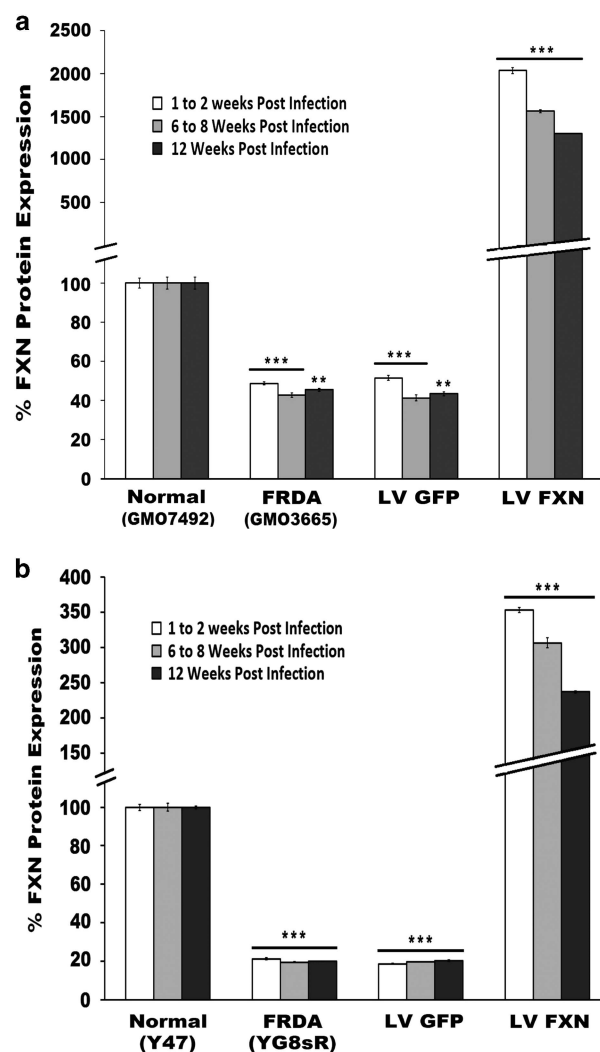 a
% FXN Protein Expression
2500
2000
1500
1000
500
100
80
60
40
20
0
1 to 2 weeks Post Infection
6 to 8 Weeks Post Infection
12 Weeks Post Infection
***
**
***
**
***
Normal
(GMO7492)
FRDA
(GMO3665)
LV GFP
LV FXN
b
% FXN Protein Expression
400
350
300
250
200
150
100
80
60
40
20
0
1 to 2 weeks Post Infection
6 to 8 Weeks Post Infection
12 Weeks Post Infection
***
***
***
Normal
(Y47)
FRDA
(YG8sR)
LV GFP
LV FXN